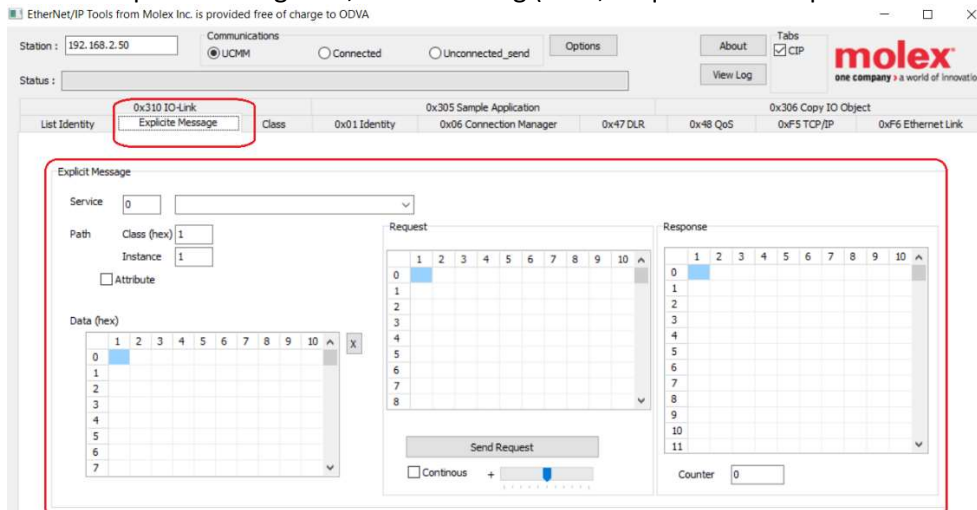 EtherNet/IP Tools from Molex Inc. is provided free of charge to ODVA
Station : 192.168.2.50
Communications
UCMM Connected Unconnected_send
Options
About
Tabs
CIP
molex
one company › a world of innovatio
Status :
View Log
0x310 IO-Link 0x305 Sample Application 0x306 Copy IO Object
List Identity Explicite Message Class 0x01 Identity 0x06 Connection Manager 0x47 DLR 0x48 QoS 0xF5 TCP/IP 0xF6 Ethernet Link
Explicit Message
Service 0
Path Class (hex) 1
Instance 1
Attribute
Data (hex)
1 2 3 4 5 6 7 8 9 10 X
0
1
2
3
4
5
6
7
Request
1 2 3 4 5 6 7 8 9 10
0
1
2
3
4
5
6
7
8
Send Request
Continous +
Response
1 2 3 4 5 6 7 8 9 10
0
1
2
3
4
5
6
7
8
9
10
11
Counter 0